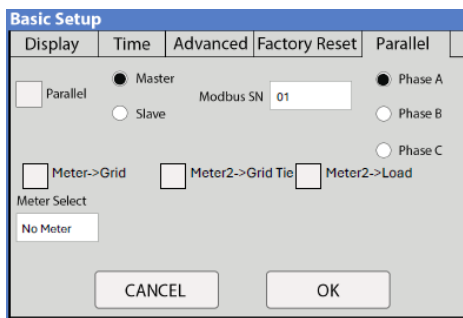 Basic Setup
Display Time Advanced Factory Reset Parallel
Parallel
Master
Slave
Modbus SN 01
Phase A
Phase B
Phase C
Meter->Grid Meter2->Grid Tie Meter2->Load
Meter Select
No Meter
CANCEL OK